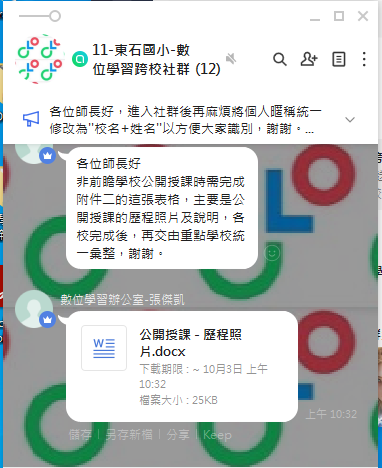 11-東石國小-數
位學習跨校社群 (12)
各位師長好，進入社群後再麻煩將個人暱稱統一
修改為"校名+姓名"以方便大家識別，謝謝。...
各位師長好
非前瞻學校公開授課時需完成
附件二的這張表格，主要是公
開授課的歷程照片及說明，各
校完成後，再交由重點學校統
一彙整，謝謝。
數位學習辦公室-張傑凱
W
公開授課 - 歷程照
片.docx
下載期限 : ~ 10月3日 上午
10:32
檔案大小 : 25KB
上午 10:32
儲存 | 另存新檔 | 分享 | Keep